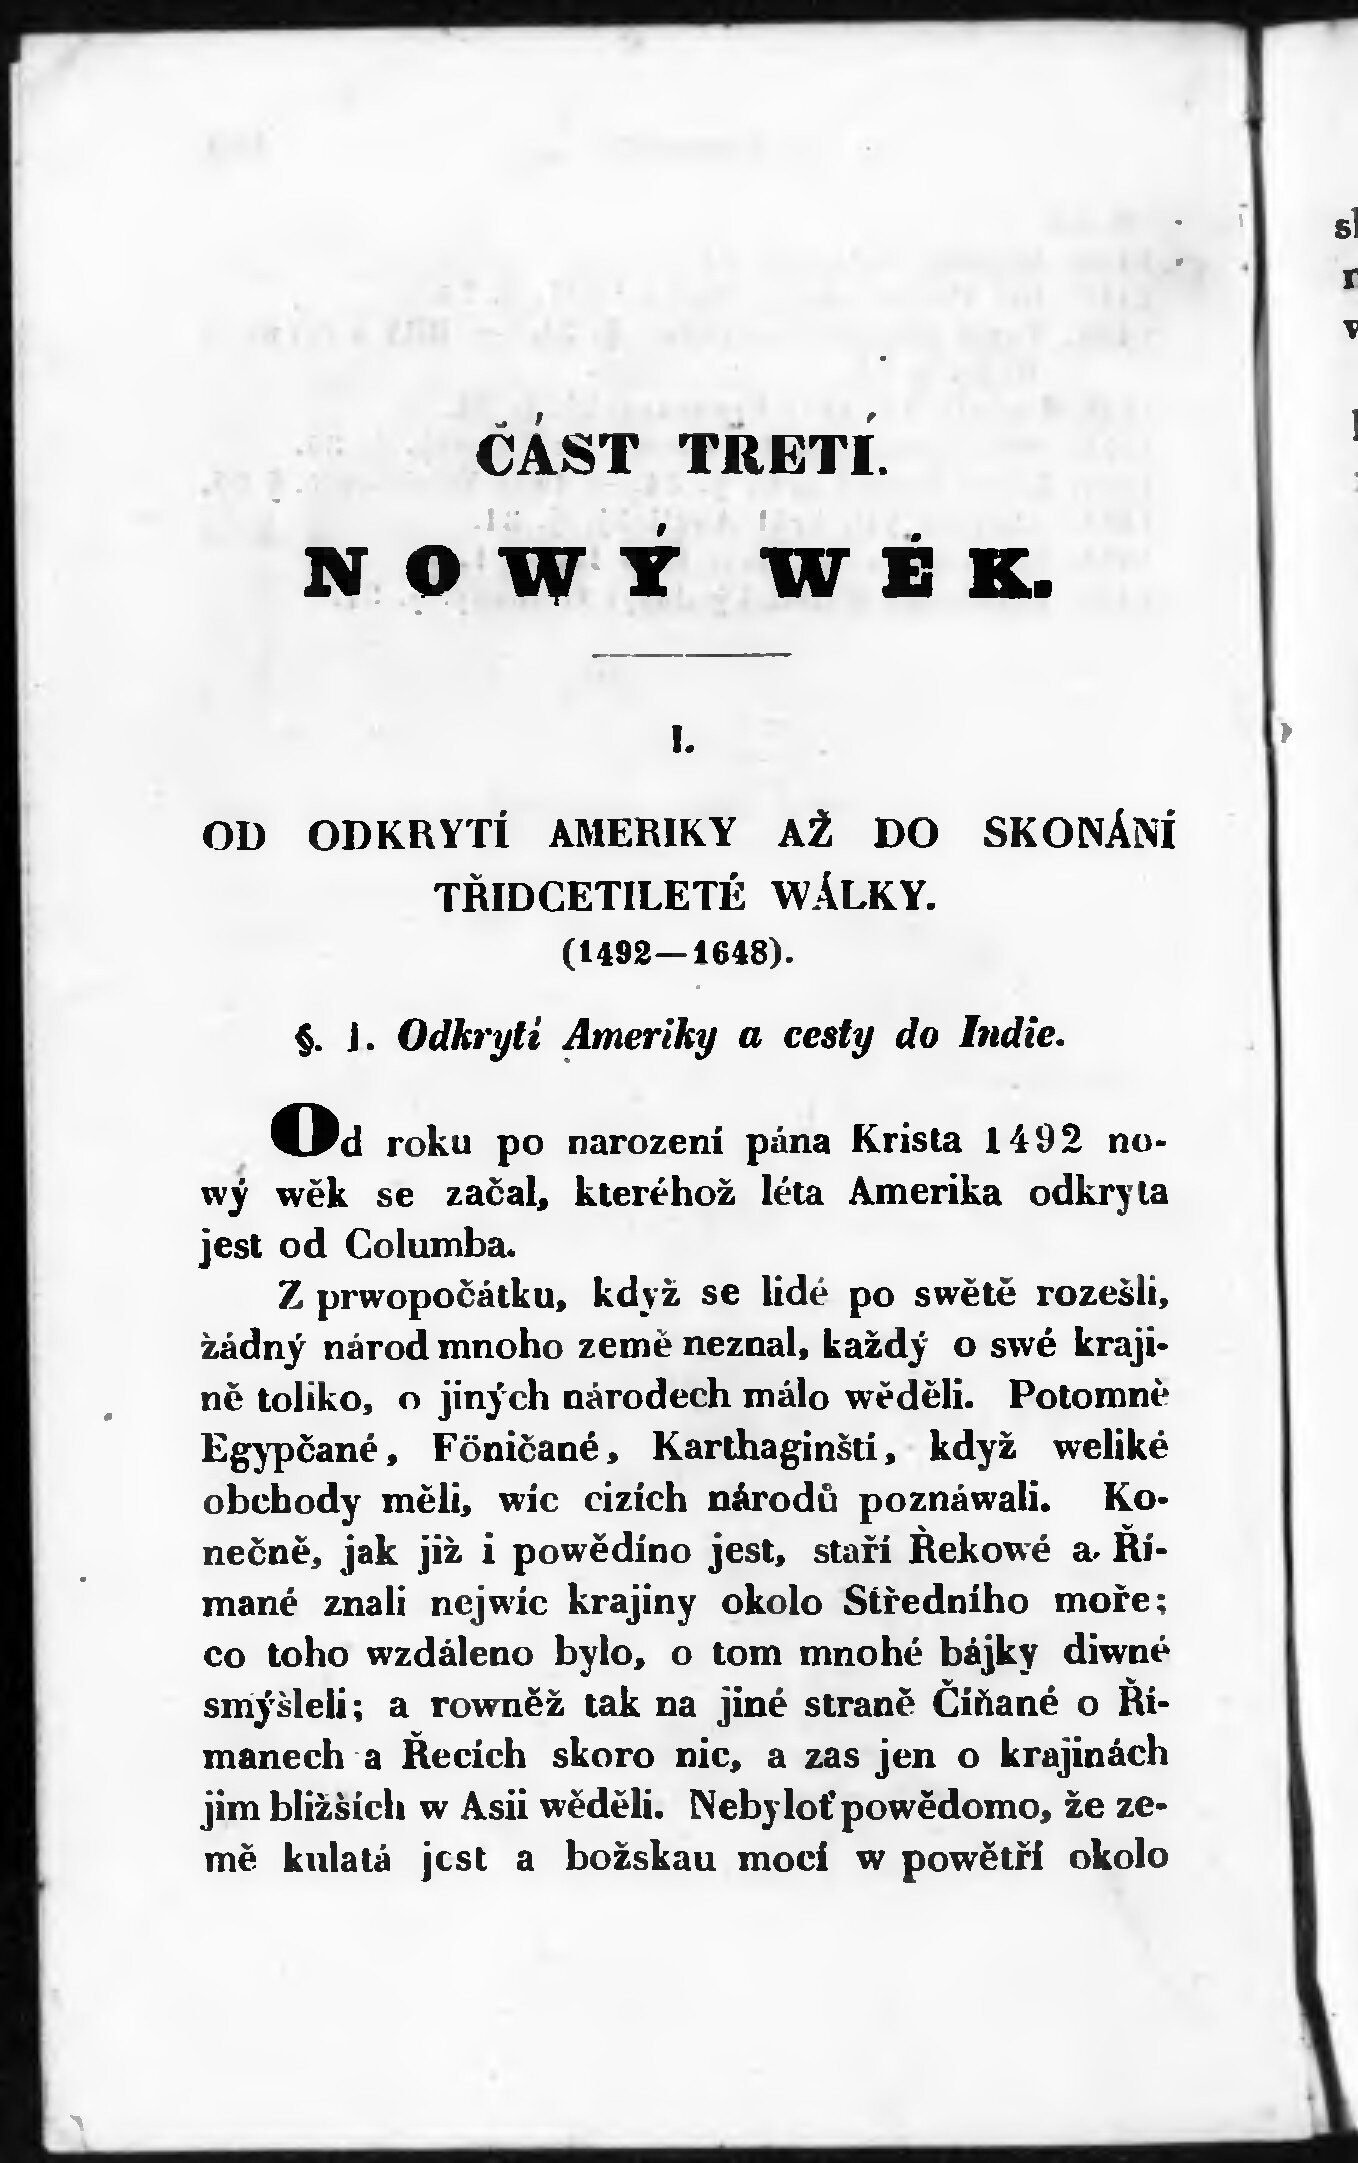 ČÁST TŘETÍ.
NOWÝ WĚK.
I.
OD ODKRYTÍ AMERIKY AŽ DO SKONÁNÍ
TŘIDCETILETÉ WÁLKY.
(1492—1648).
§. 1. Odkrytí Ameriky a cesty do Indie.
Od roku po narození pána Krista 1492 no-
wý wěk se začal, kteréhož léta Amerika odkryta
jest od Columba.
Z prwopočátku, když se lidé po swětě rozešli,
žádný národ mnoho země neznal, každý o swé kraji-
ně toliko, o jiných národech málo wěděli. Potomně
Egypčané, Föničané, Karthaginští, když weliké
obchody měli, wíc cizích národů poznáwali. Ko-
nečně, jak již i powědíno jest, staří Řekowé a Ří-
mané znali nejwíc krajiny okolo Středního moře;
co toho wzdáleno bylo, o tom mnohé bájky diwné
smýšleli; a rowněž tak na jiné straně Číňané o Ří-
manech a Řecích skoro nic, a zas jen o krajinách
jim bližších w Asii wěděli. Nebyloť powědomo, že ze-
mě kulatá jest a božskau mocí w powětří okolo